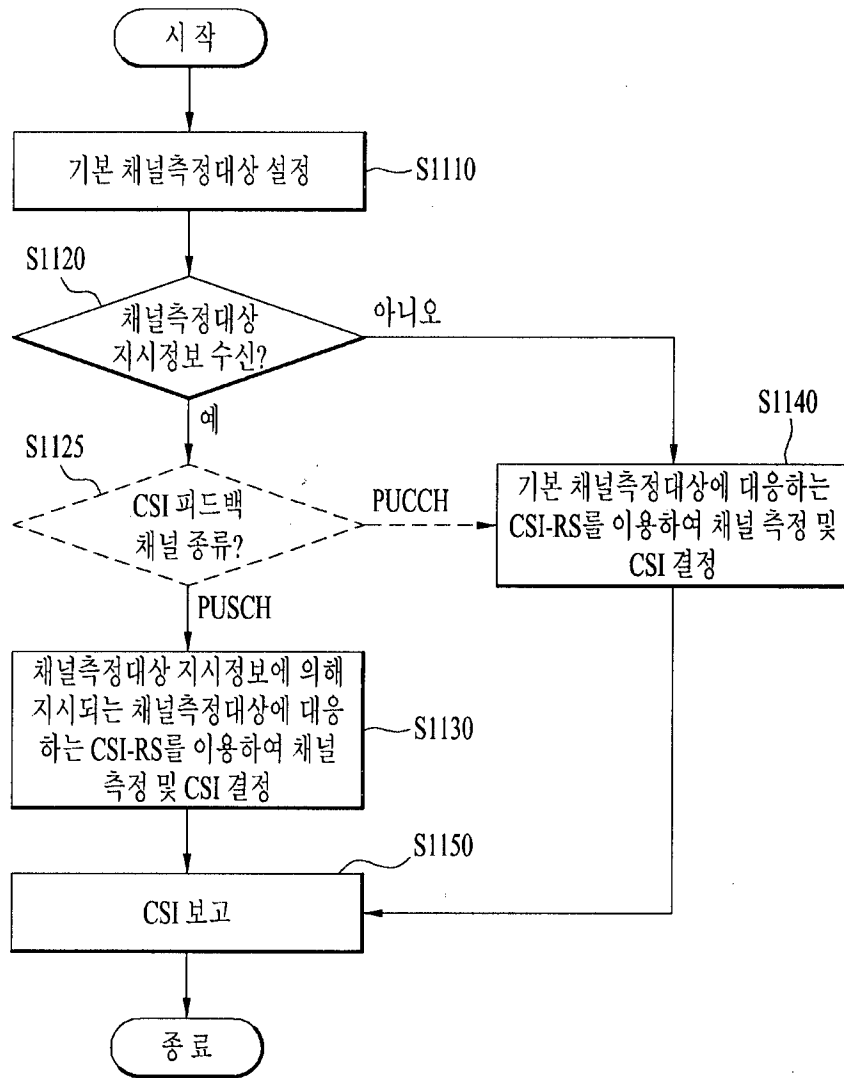 시 작
기본 채널측정대상 설정
S1110
S1120
채널측정대상
지시정보 수신?
아니오
예
S1125
CSI 피드백
채널 종류?
PUCCH
PUSCH
S1140
기본 채널측정대상에 대응하는
CSI-RS를 이용하여 채널 측정 및
CSI 결정
채널측정대상 지시정보에 의해
지시되는 채널측정대상에 대응
하는 CSI-RS를 이용하여 채널
측정 및 CSI 결정
S1130
S1150
CSI 보고
종 료